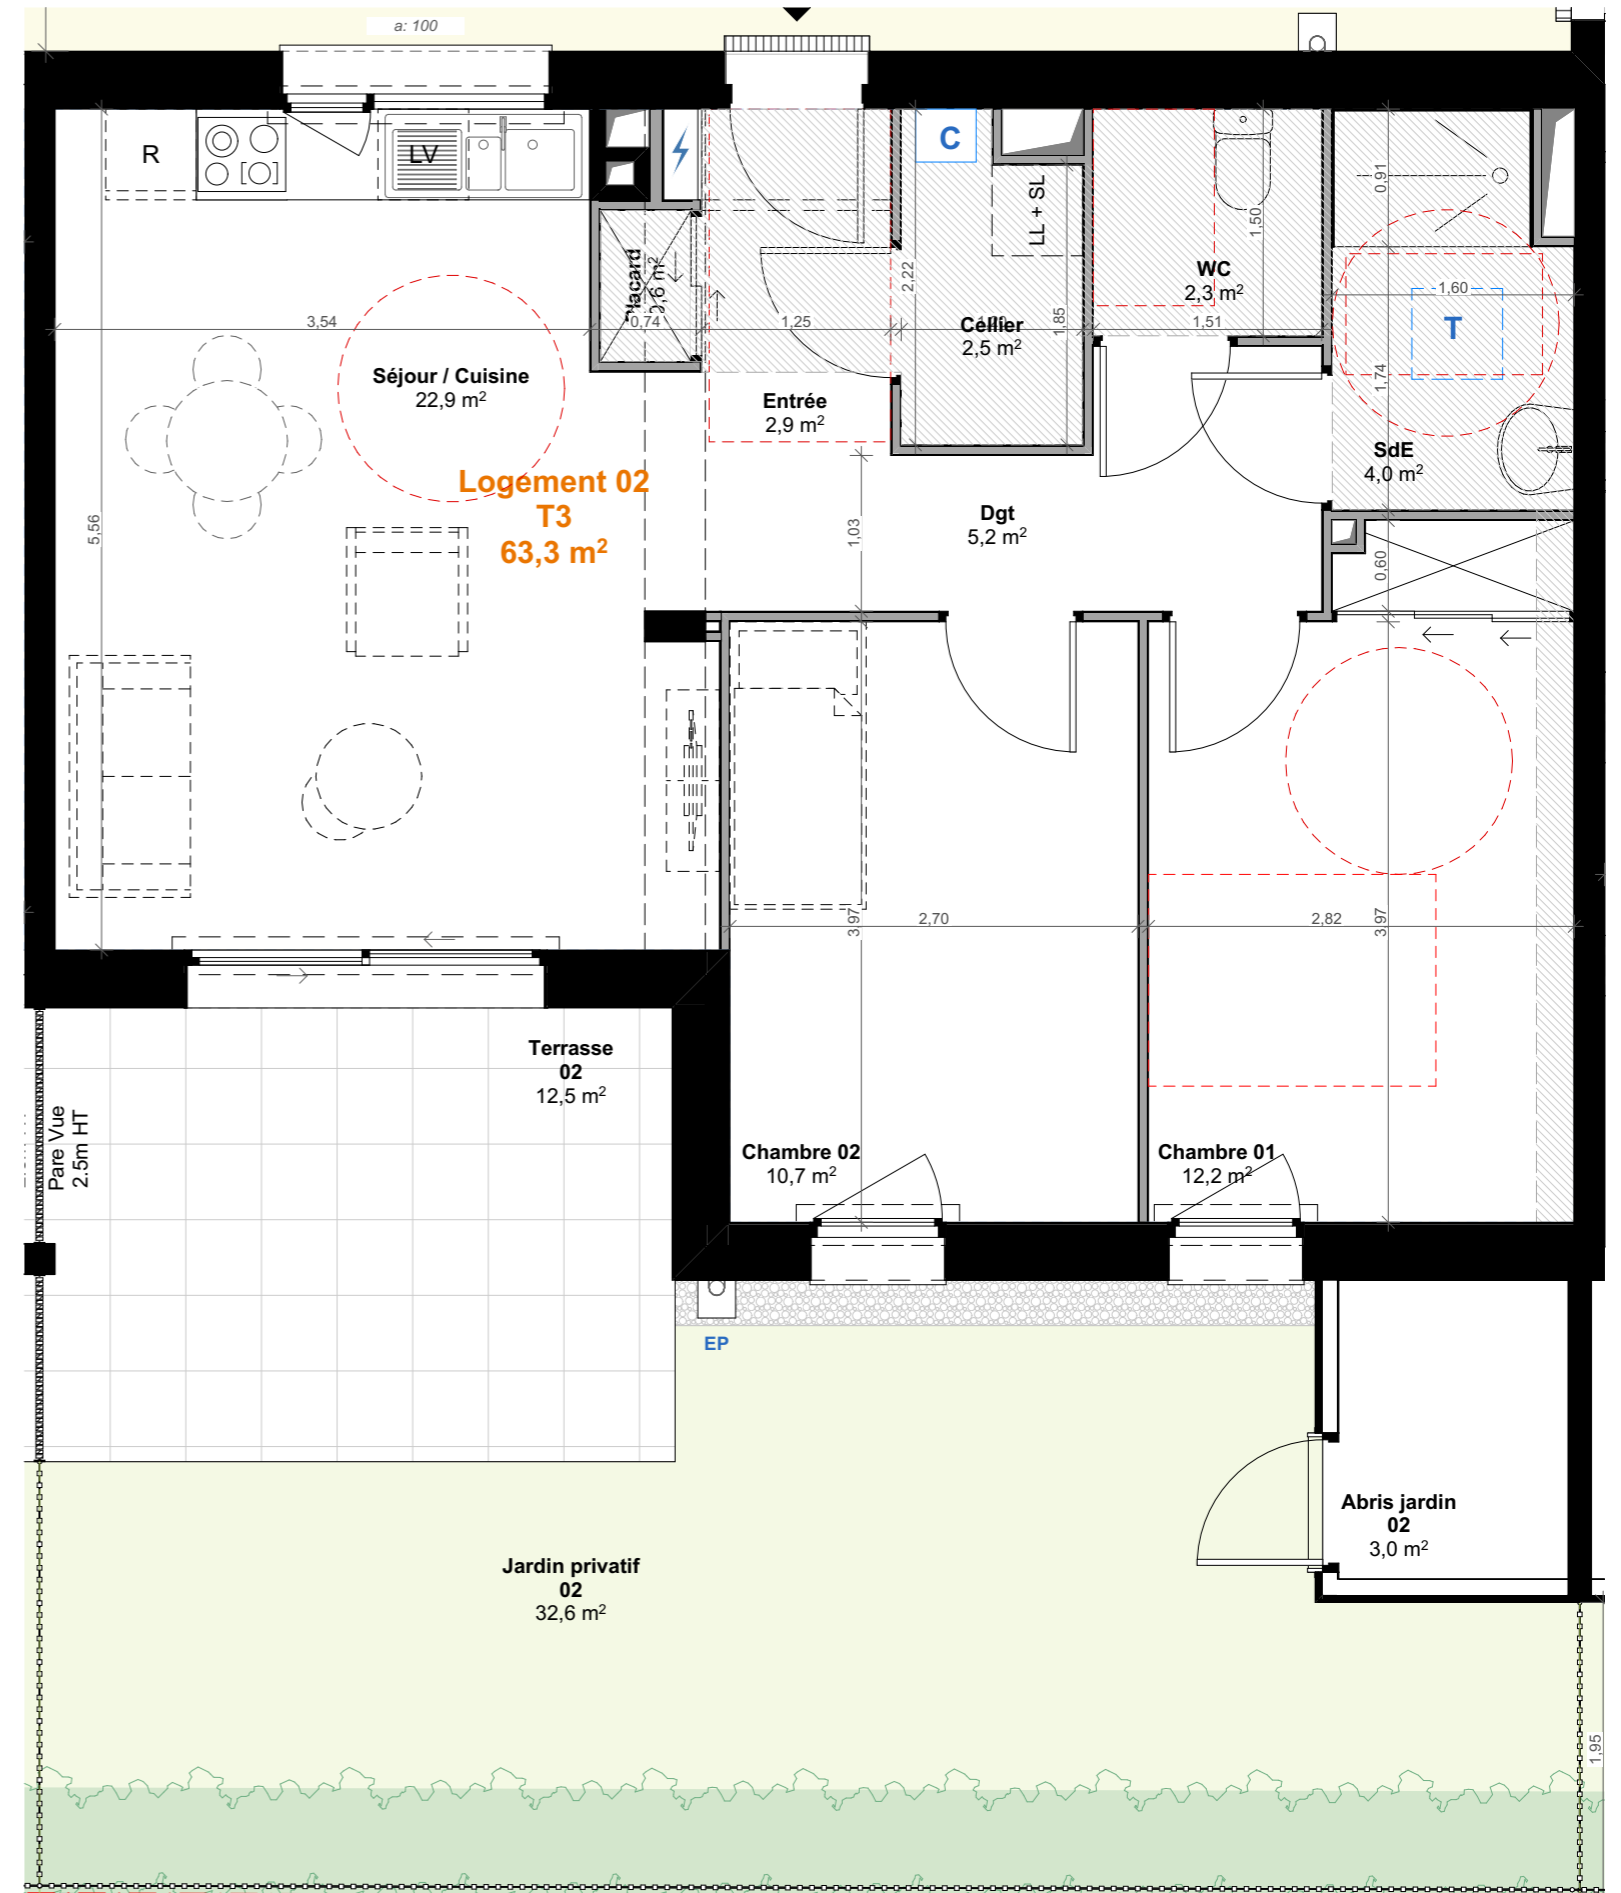 a: 100
R
LV
C
LL + SL
0,91
1,50
WC
2,3 m²
2,22
1,60
T
Placard
0,6 m²
3,54
0,74
1,25
Cellier
2,5 m²
1,85
1,51
1,74
Séjour / Cuisine
22,9 m²
Entrée
2,9 m²
SdE
4,0 m²
Logement 02
T3
63,3 m²
5,56
1,03
Dgt
5,2 m²
0,60
3,97
2,70
2,82
3,97
Terrasse
02
12,5 m²
Pare Vue
2.5m HT
Chambre 02
10,7 m²
Chambre 01
12,2 m²
EP
Abris jardin
02
3,0 m²
Jardin privatif
02
32,6 m²
1,95